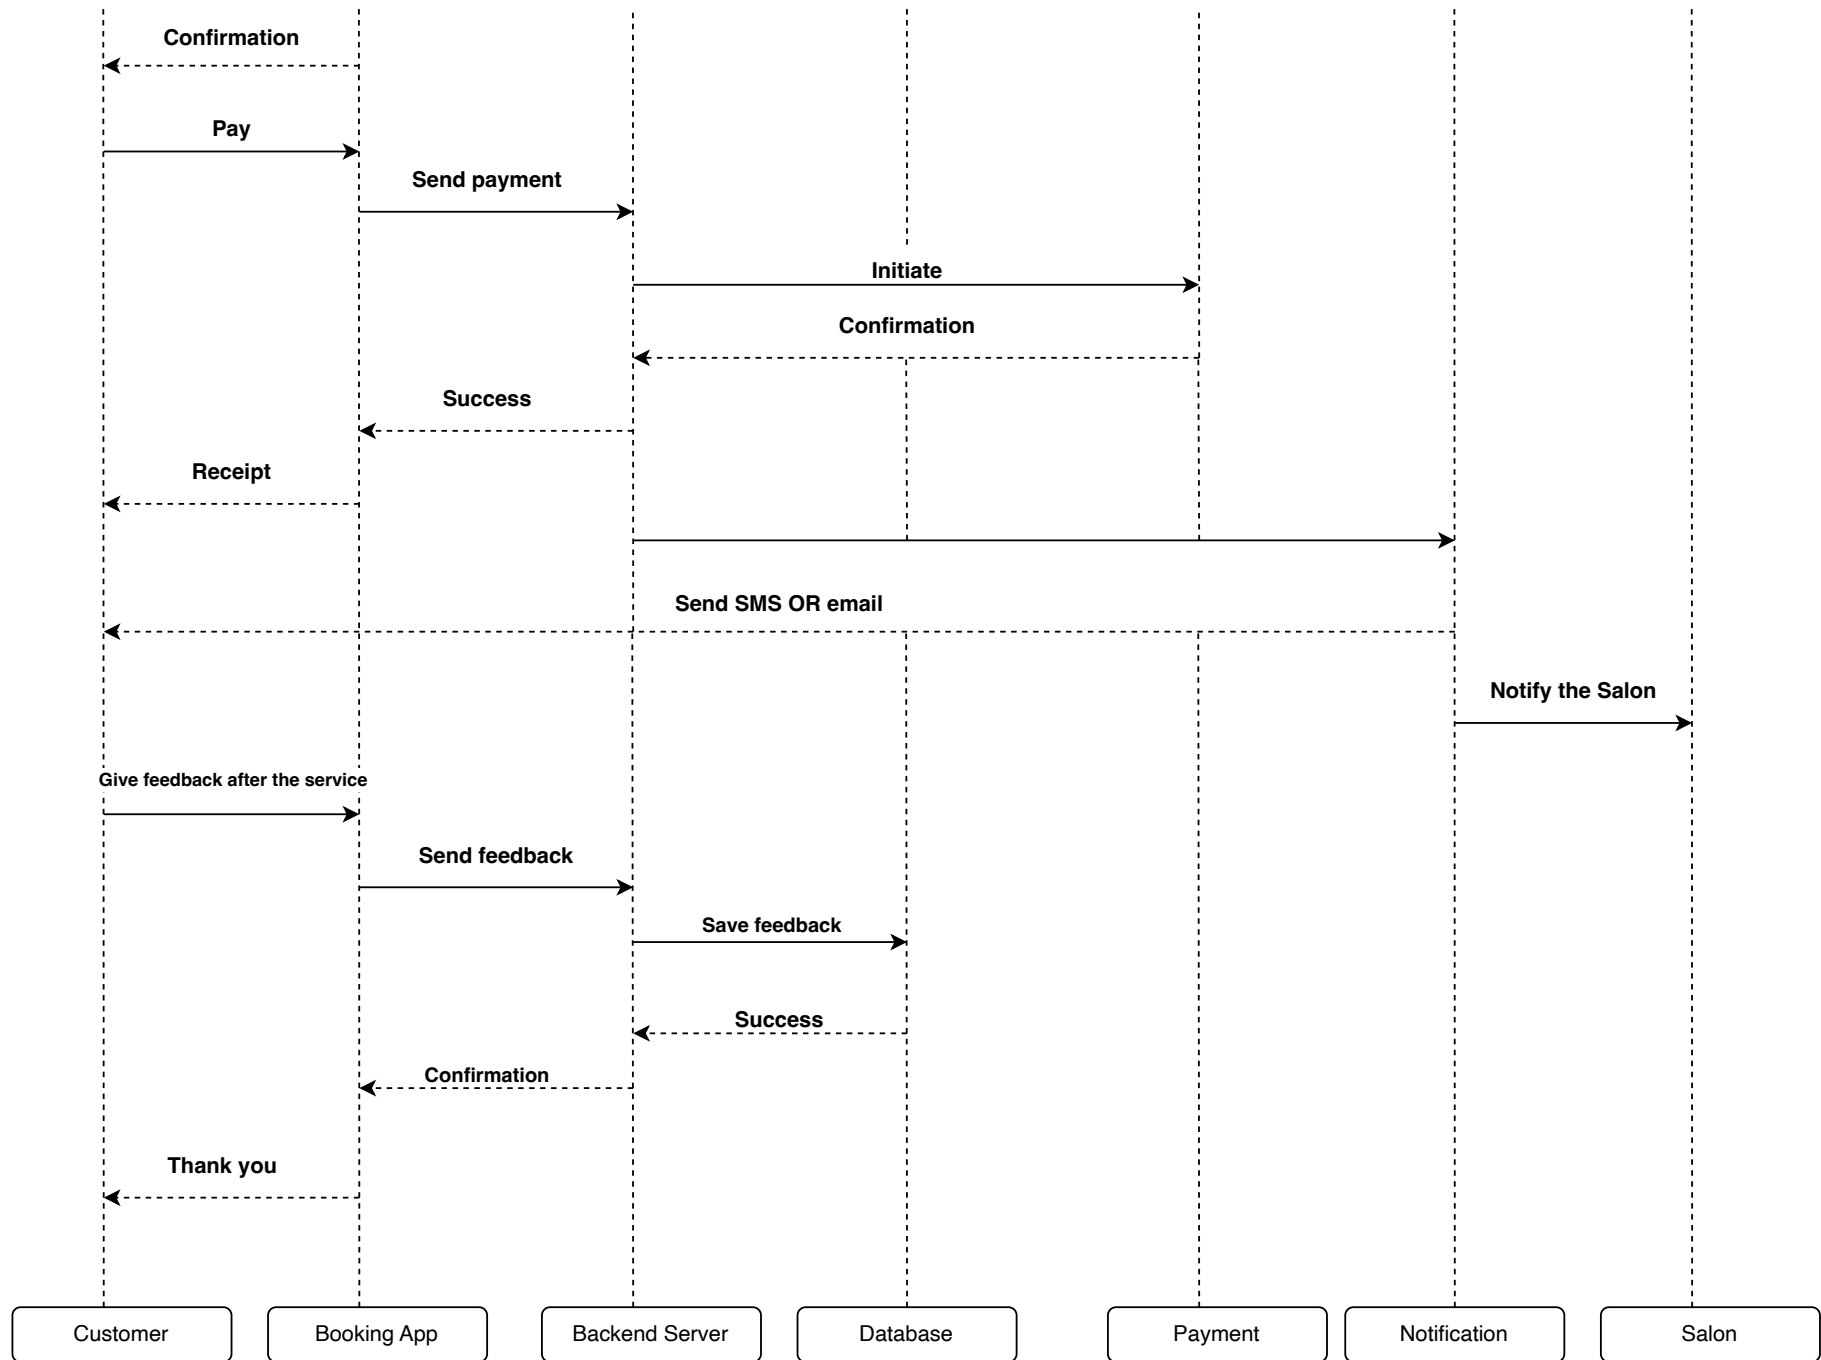 Confirmation
Pay
Send payment
Initiate
Confirmation
Success
Receipt
Send SMS OR email
Notify the Salon
Give feedback after the service
Send feedback
Save feedback
Success
Confirmation
Thank you
Customer
Booking App
Backend Server
Database
Payment
Notification
Salon